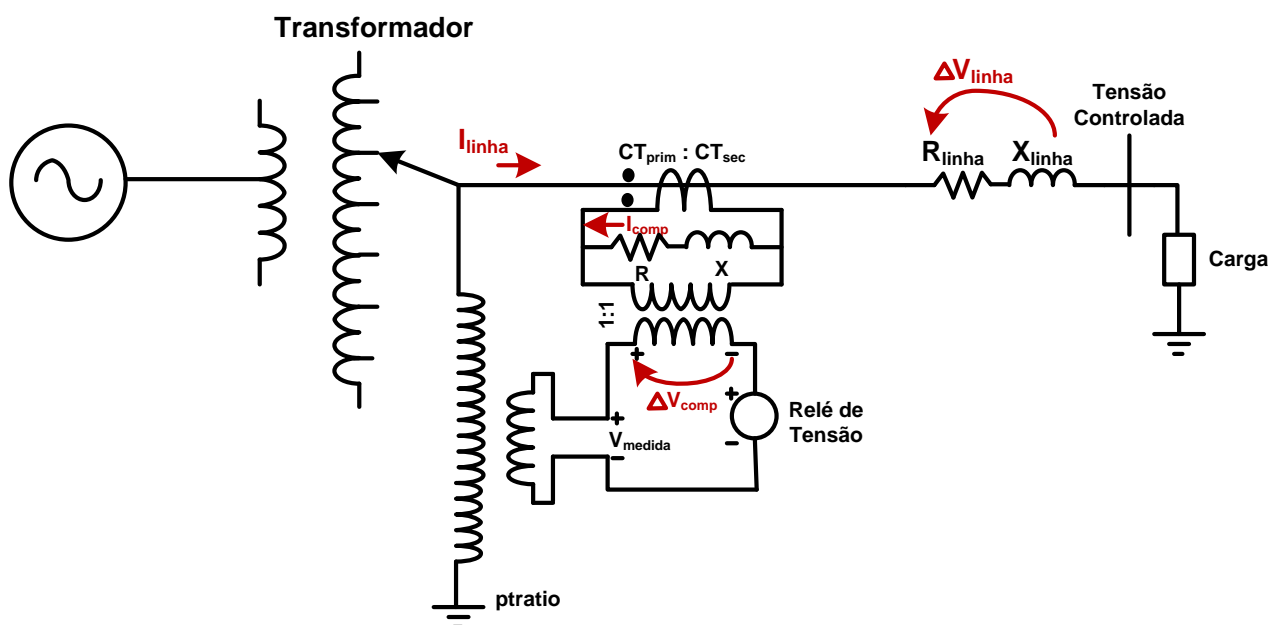 Transformador
ΔVlinha
Tensão
Controlada
Ilinha
CTprim : CTsec
Rlinha
Xlinha
Icomp
R
X
Carga
1:1
+
−
ΔVcomp
+
−
Relé de
Tensão
+
Vmedida
−
ptratio